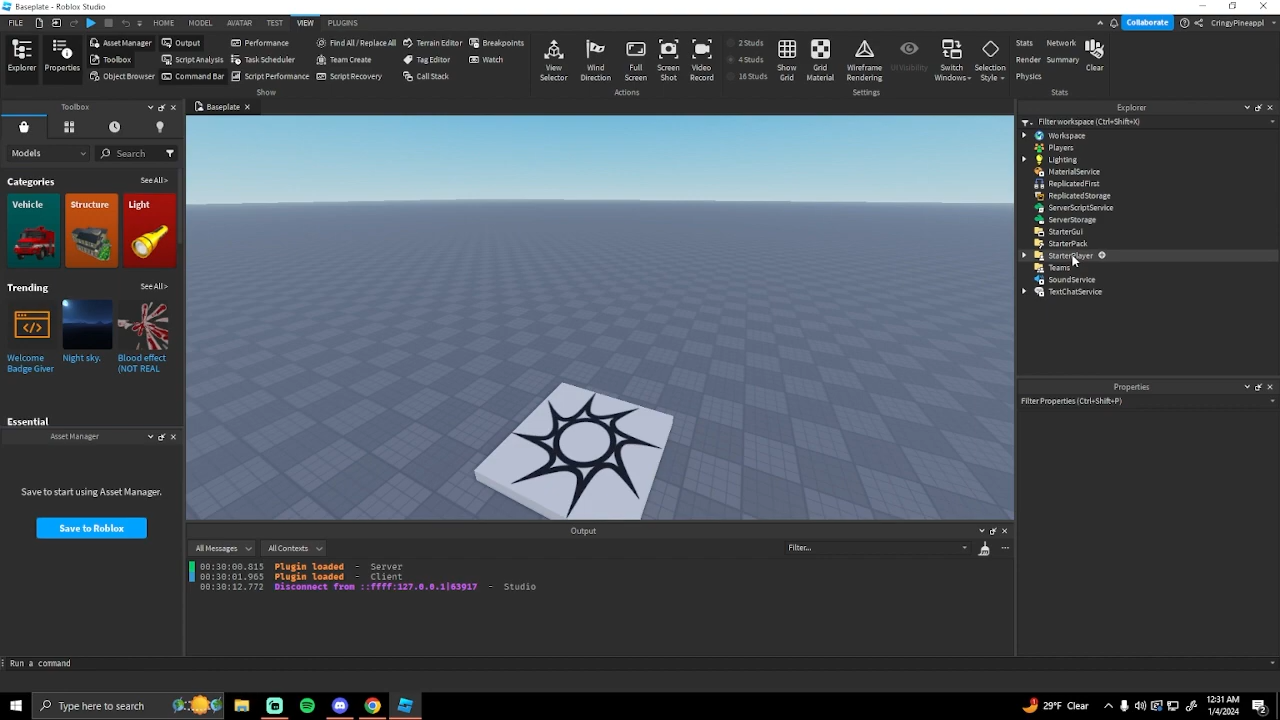 Baseplate - Roblox Studio
FILE HOME MODEL AVATAR TEST VIEW PLUGINS
Collaborate CringyPineappl
Explorer
Properties
Asset Manager
Toolbox
Object Browser
Output
Script Analysis
Command Bar
Performance
Task Scheduler
Script Performance
Find All / Replace All
Team Create
Script Recovery
Terrain Editor
Tag Editor
Call Stack
Breakpoints
Watch
Show
View
Selector
Wind
Direction
Full
Screen
Screen
Shot
Video
Record
Actions
2 Studs
4 Studs
16 Studs
Show
Grid
Grid
Material
Wireframe
Rendering
UI Visibility
Switch
Windows
Selection
Style
Settings
Stats
Render
Physics
Network
Summary
Clear
Stats
Toolbox
Models
Search
Categories
See All>
Vehicle
Structure
Light
Trending
See All>
Welcome
Badge Giver
Night sky.
Blood effect
(NOT REAL
Essential
Asset Manager
Save to start using Asset Manager.
Save to Roblox
Baseplate
Output
All Messages
All Contexts
Filter...
00:30:00.815 Plugin loaded - Server
00:30:01.965 Plugin loaded - Client
00:30:12.772 Disconnect from ::ffff:127.0.0.1|63917 - Studio
Explorer
Filter workspace (Ctrl+Shift+X)
Workspace
Players
Lighting
MaterialService
ReplicatedFirst
ReplicatedStorage
ServerScriptService
ServerStorage
StarterGui
StarterPack
StarterPlayer
Teams
SoundService
TextChatService
Properties
Filter Properties (Ctrl+Shift+P)
Run a command
Type here to search
29°F Clear
12:31 AM
1/4/2024